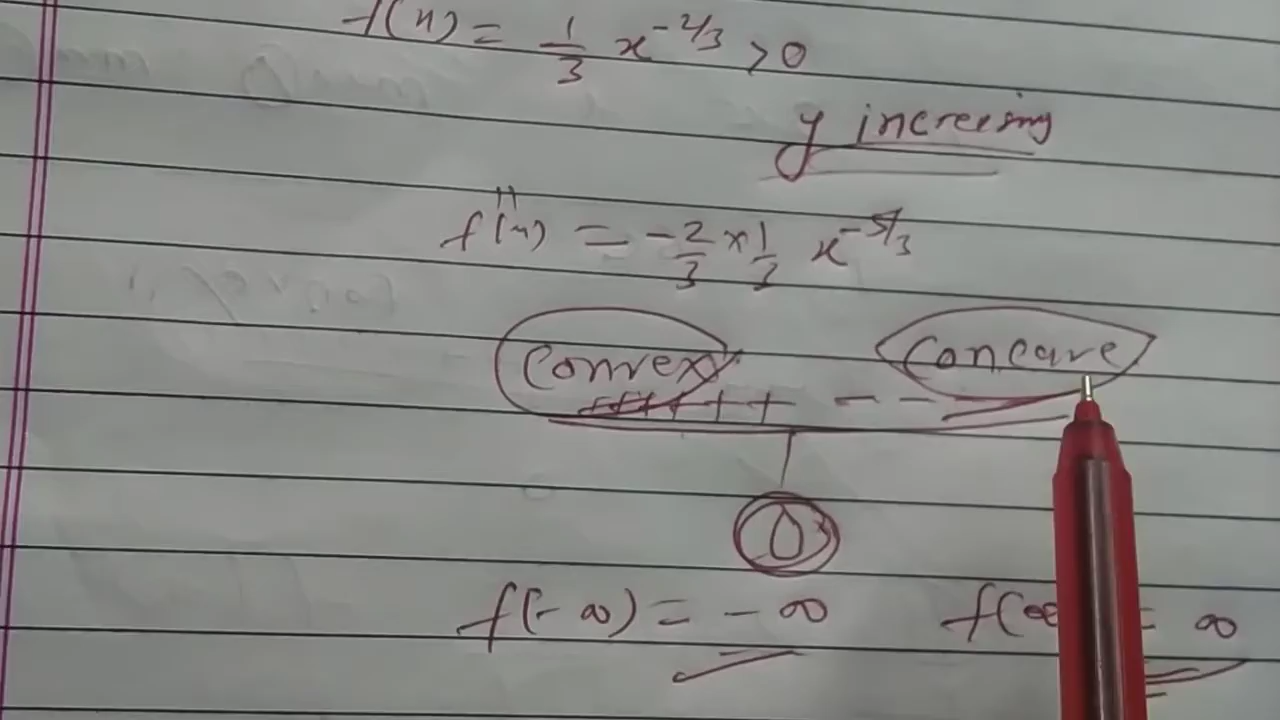 f(x) = 1/3 x^-2/3 > 0
y increasing
f''(x) = -2/3 × 1/3 x^-5/3
Convex Concave
+ + + + + + - -
0
f(-∞) = -∞ f(∞ = ∞